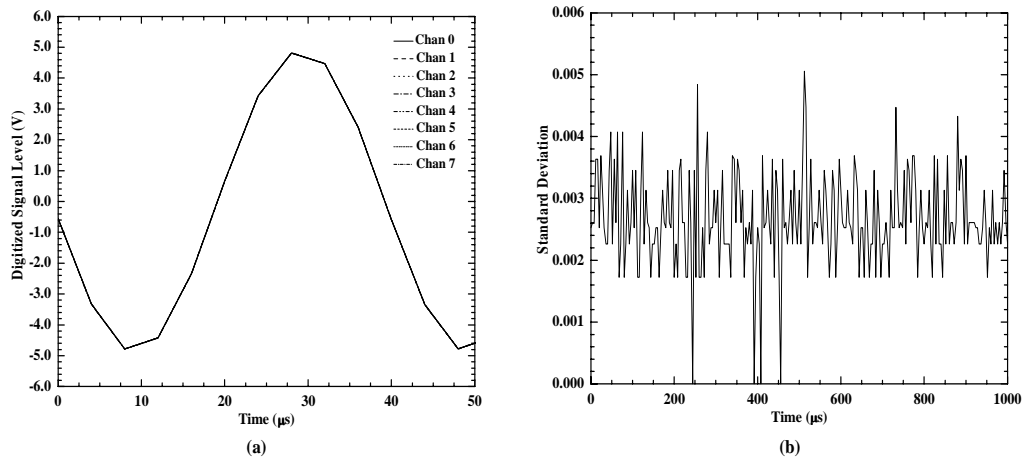 6.0
5.0
4.0
3.0
2.0
1.0
0.0
-1.0
-2.0
-3.0
-4.0
-5.0
-6.0
Digitized Signal Level (V)
Chan 0
Chan 1
Chan 2
Chan 3
Chan 4
Chan 5
Chan 6
Chan 7
0 10 20 30 40 50
Time (μs)
(a)
0.006
0.005
0.004
0.003
0.002
0.001
0.000
Standard Deviation
0 200 400 600 800 1000
Time (μs)
(b)